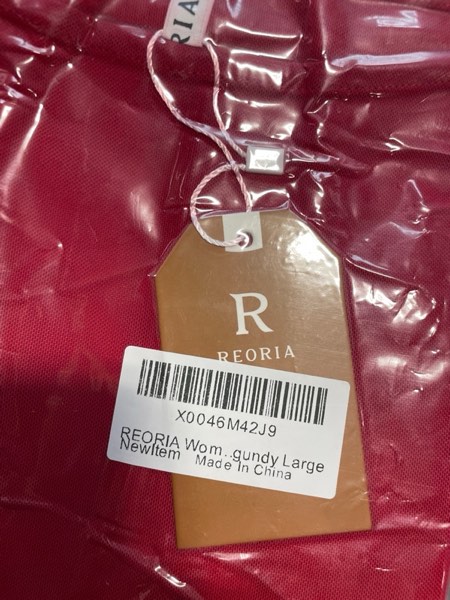 RIA
R
REORIA
X0046M42J9
REORIA Wom..gundy Large
NewItem Made In China